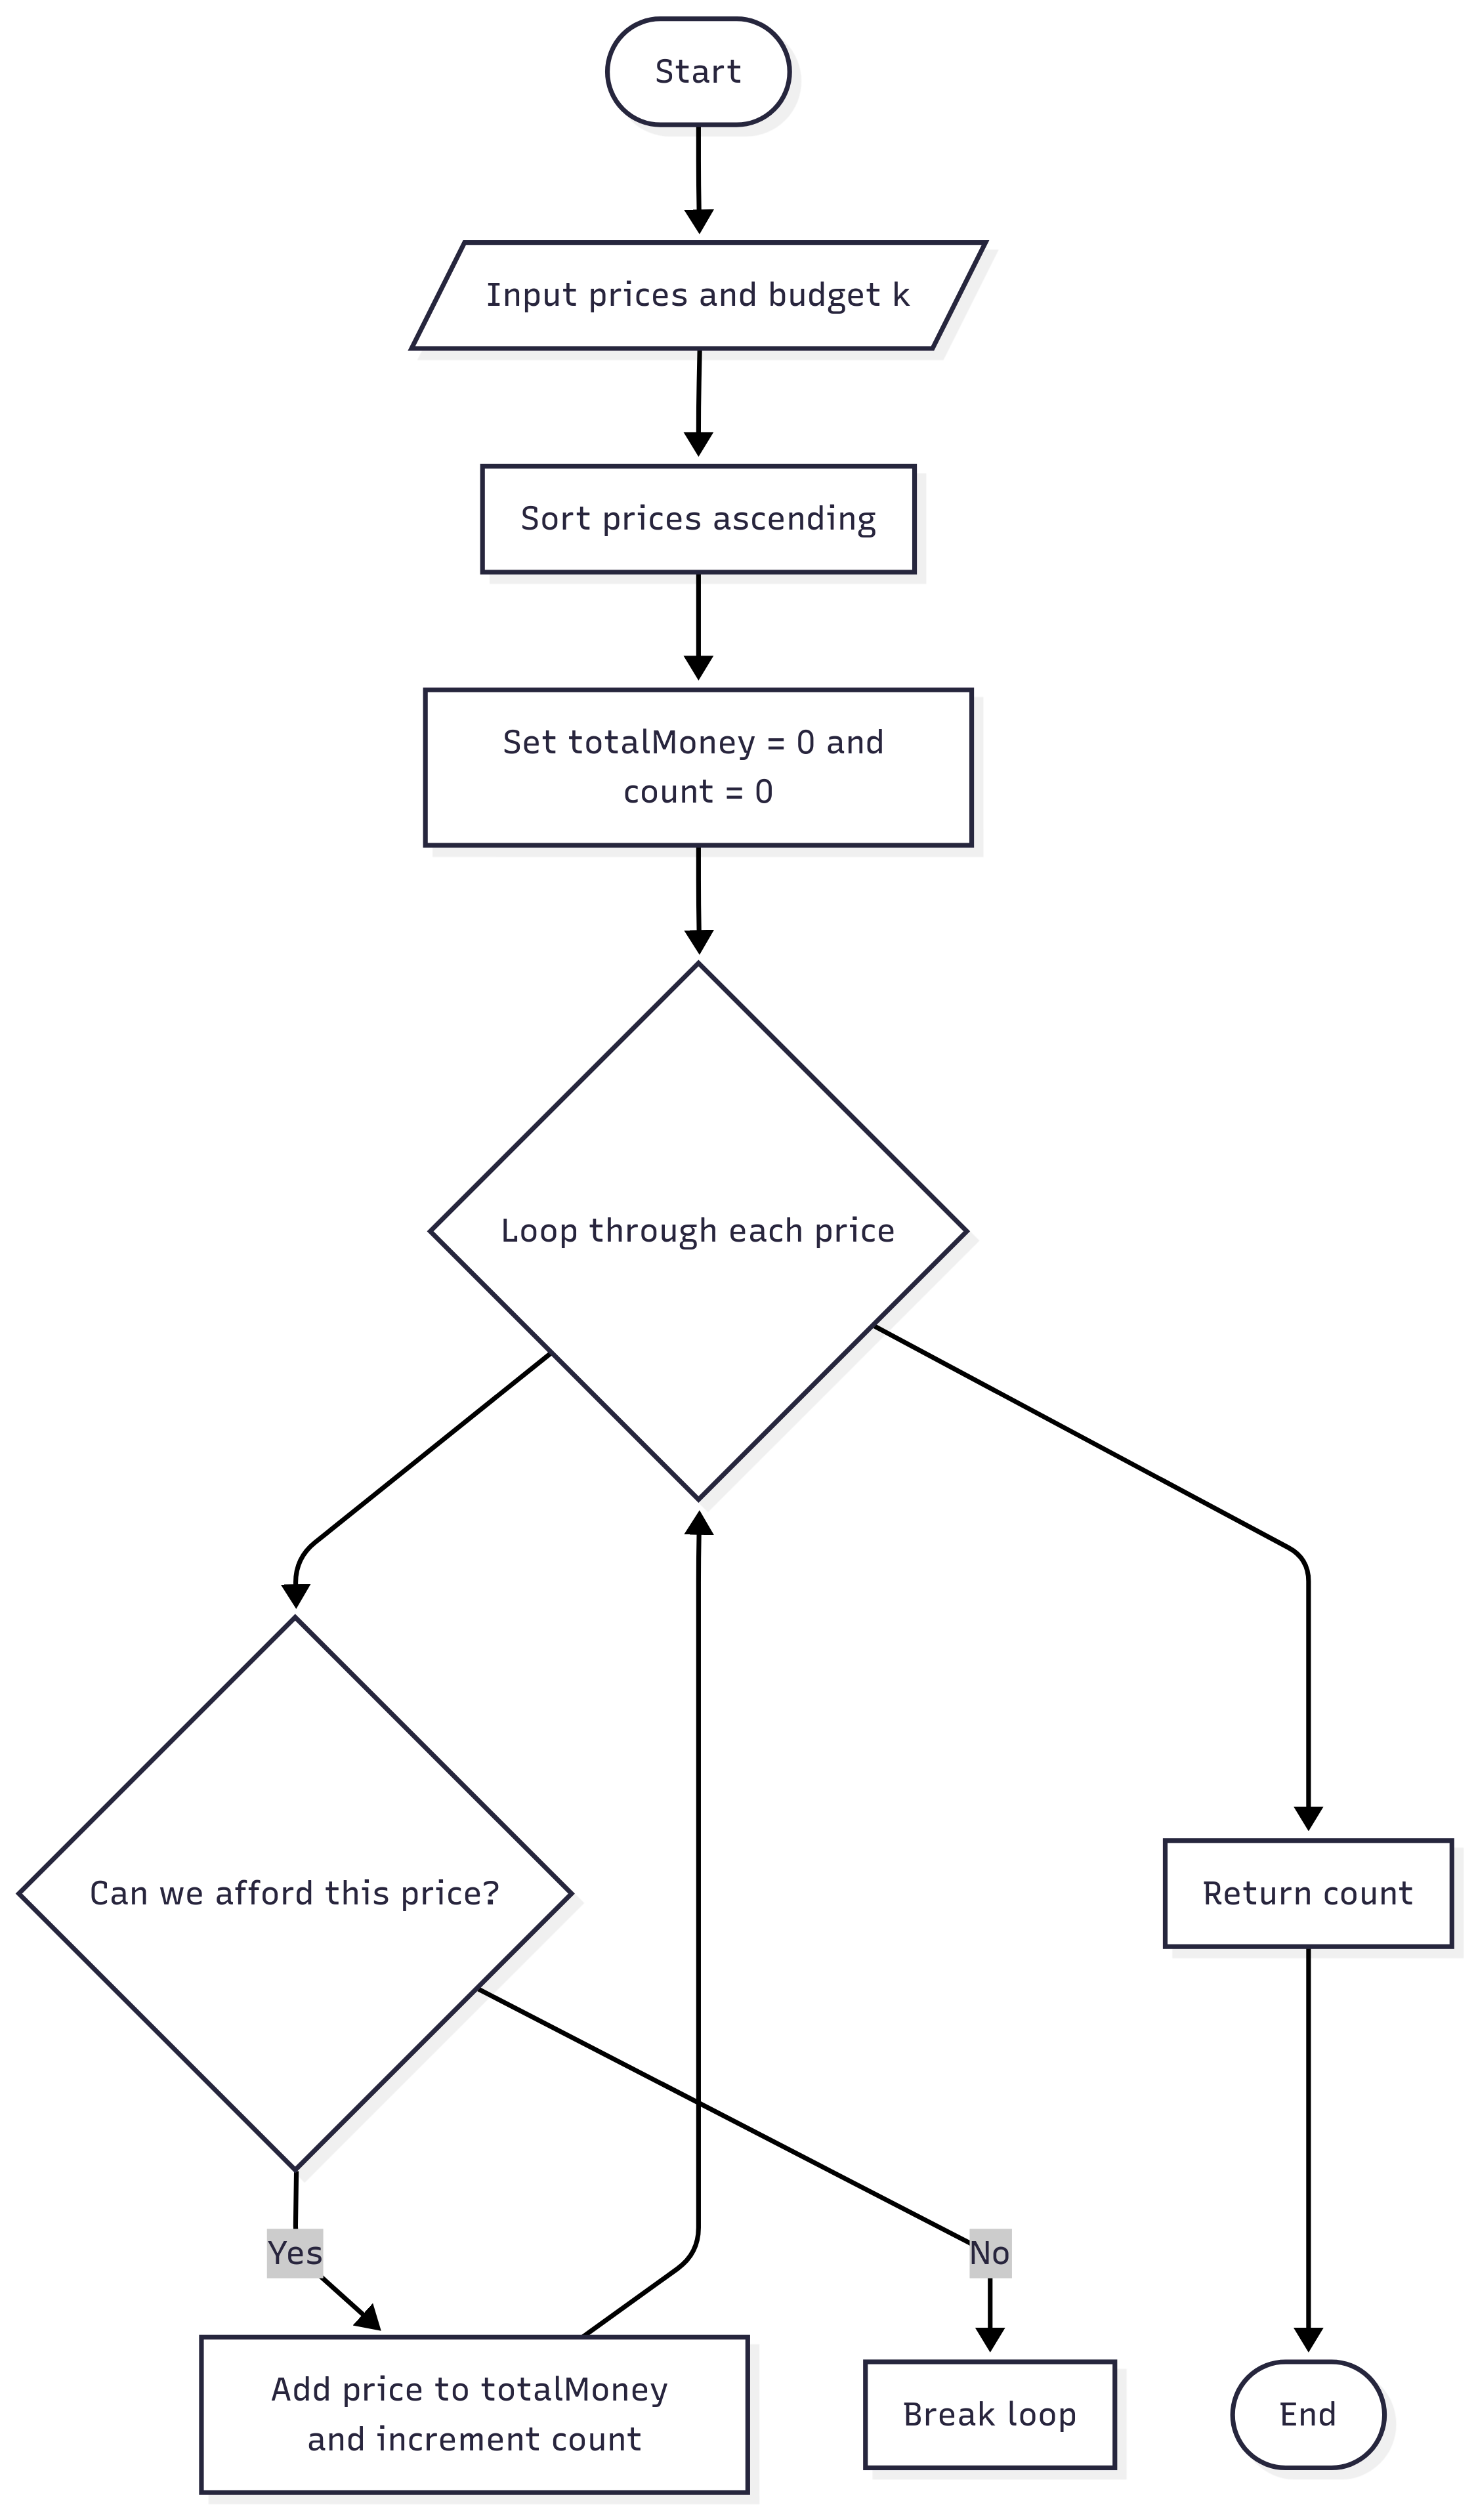 Start
Input prices and budget k
Sort prices ascending
Set totalMoney = 0 and
count = 0
Loop through each price
Can we afford this price?
Return count
Yes
No
Add price to totalMoney
and increment count
Break loop
End